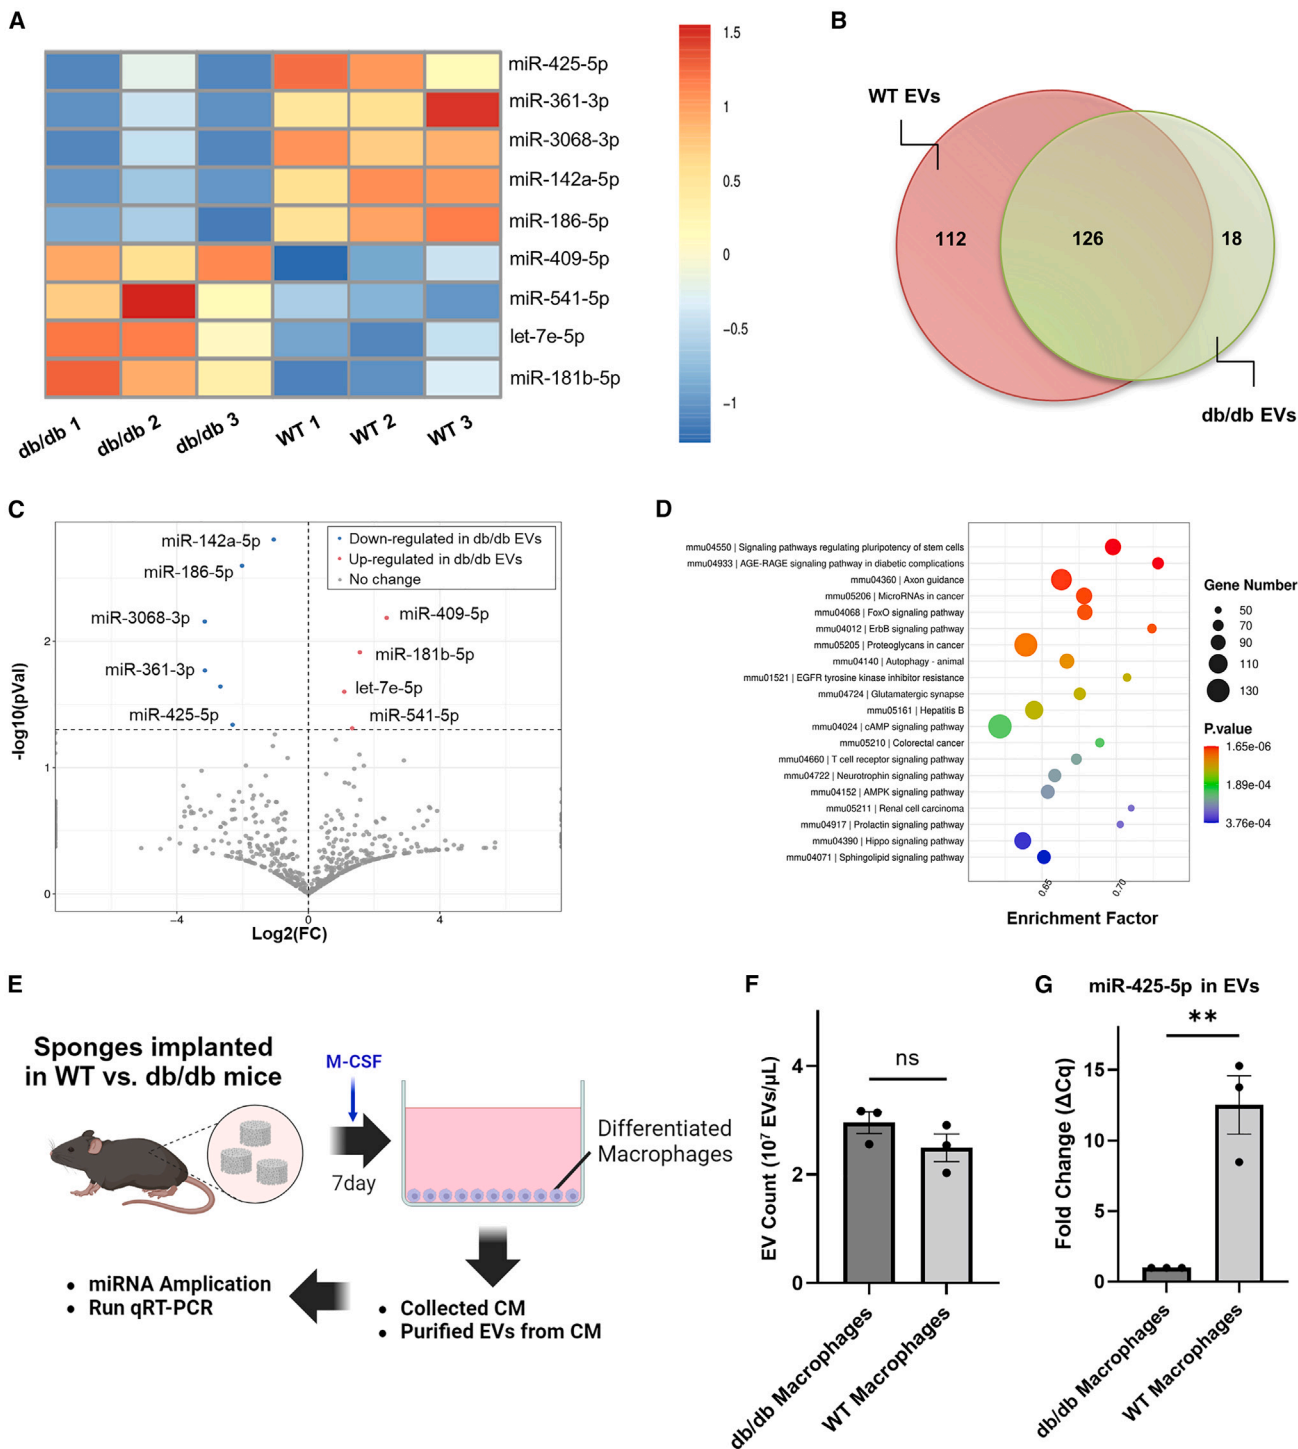 A
miR-425-5p
miR-361-3p
miR-3068-3p
miR-142a-5p
miR-186-5p
miR-409-5p
miR-541-5p
let-7e-5p
miR-181b-5p
db/db 1
db/db 2
db/db 3
WT 1
WT 2
WT 3
1.5
1
0.5
0
−0.5
−1
B
WT EVs
112
126
18
db/db EVs
C
Down-regulated in db/db EVs
Up-regulated in db/db EVs
No change
miR-142a-5p
miR-186-5p
miR-3068-3p
miR-361-3p
miR-425-5p
miR-409-5p
miR-181b-5p
let-7e-5p
miR-541-5p
-log10(pVal)
2
1
0
−4
0
4
Log2(FC)
D
mmu04550 | Signaling pathways regulating pluripotency of stem cells
mmu04933 | AGE-RAGE signaling pathway in diabetic complications
mmu04360 | Axon guidance
mmu05206 | MicroRNAs in cancer
mmu04068 | FoxO signaling pathway
mmu04012 | ErbB signaling pathway
mmu05205 | Proteoglycans in cancer
mmu04140 | Autophagy - animal
mmu01521 | EGFR tyrosine kinase inhibitor resistance
mmu04724 | Glutamatergic synapse
mmu05161 | Hepatitis B
mmu04024 | cAMP signaling pathway
mmu05210 | Colorectal cancer
mmu04660 | T cell receptor signaling pathway
mmu04722 | Neurotrophin signaling pathway
mmu04152 | AMPK signaling pathway
mmu05211 | Renal cell carcinoma
mmu04917 | Prolactin signaling pathway
mmu04390 | Hippo signaling pathway
mmu04071 | Sphingolipid signaling pathway
0.65
0.70
Enrichment Factor
Gene Number
50
70
90
110
130
P.value
1.65e-06
1.89e-04
3.76e-04
E
Sponges implanted
in WT vs. db/db mice
M-CSF
7day
Differentiated
Macrophages
• Collected CM
• Purified EVs from CM
• miRNA Amplication
• Run qRT-PCR
F
EV Count (10⁷ EVs/μL)
4
2
0
ns
db/db Macrophages
WT Macrophages
G
miR-425-5p in EVs
**
Fold Change (ΔCq)
15
10
5
0
db/db Macrophages
WT Macrophages